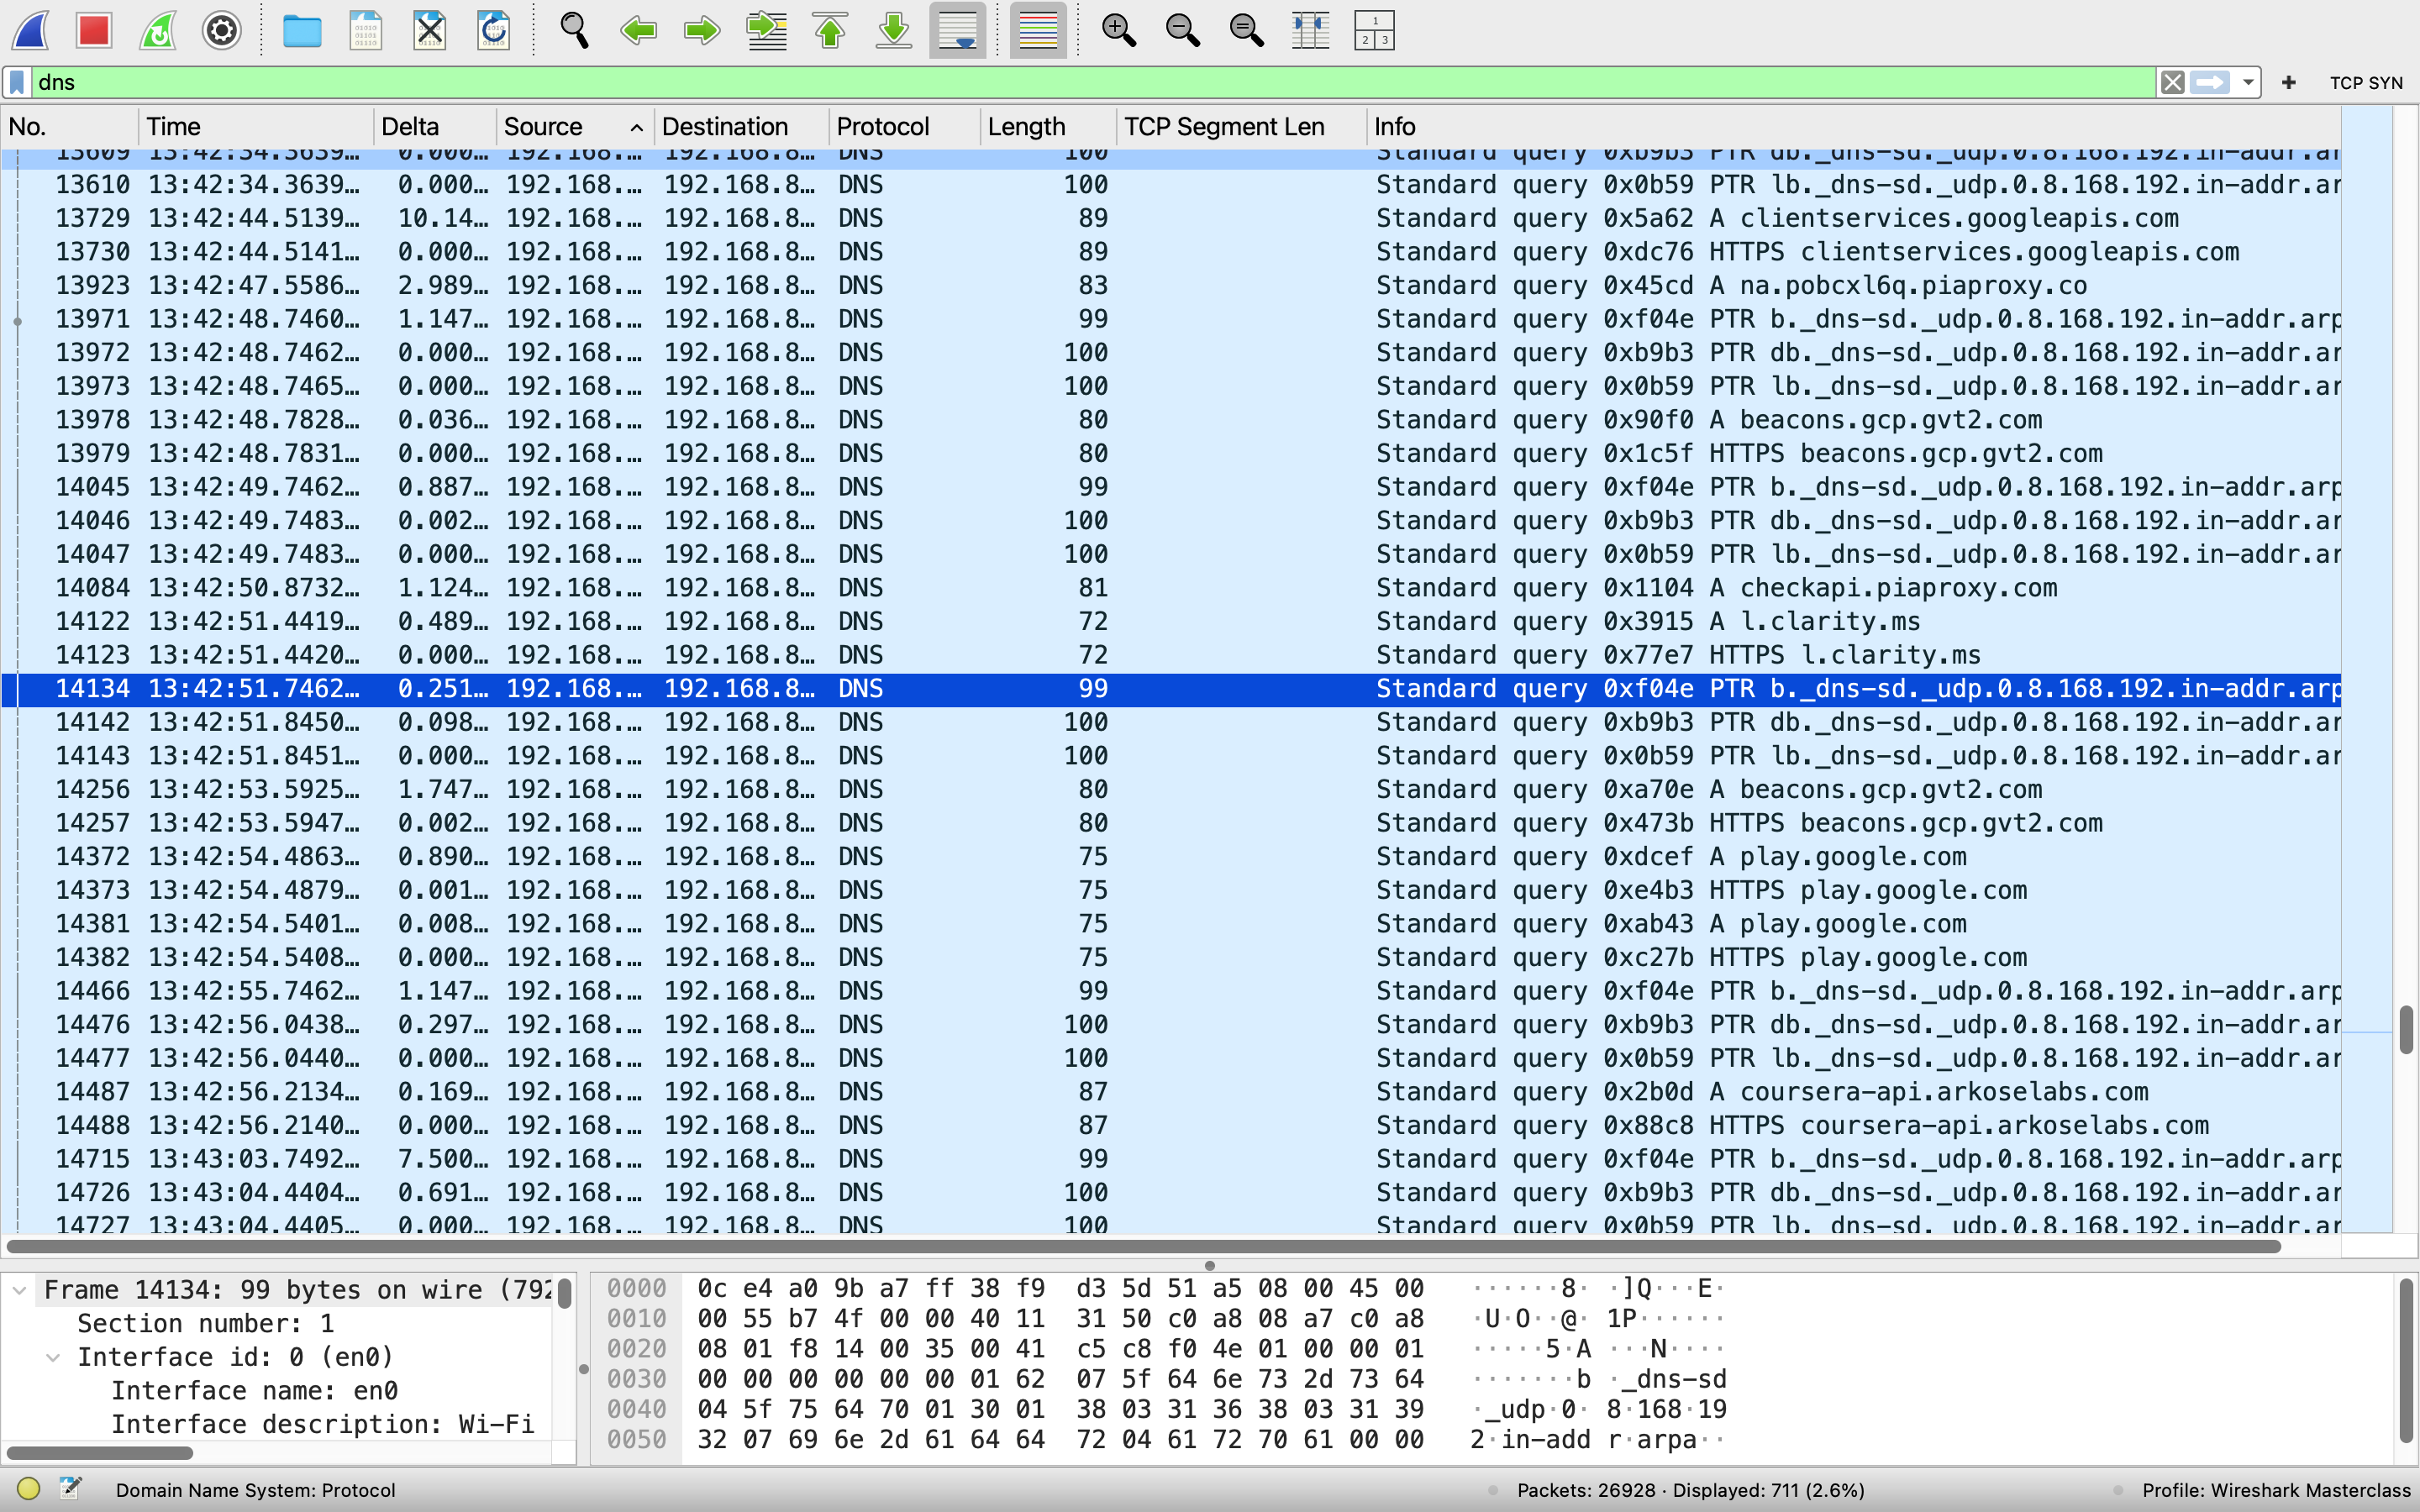 dns
TCP SYN
No. Time Delta Source Destination Protocol Length TCP Segment Len Info
13609 13:42:34.3639… 0.000… 192.168.… 192.168.8… DNS 100 Standard query 0xb9b3 PTR db._dns-sd._udp.0.8.168.192.in-addr.ar
13610 13:42:34.3639… 0.000… 192.168.… 192.168.8… DNS 100 Standard query 0x0b59 PTR lb._dns-sd._udp.0.8.168.192.in-addr.ar
13729 13:42:44.5139… 10.14… 192.168.… 192.168.8… DNS 89 Standard query 0x5a62 A clientservices.googleapis.com
13730 13:42:44.5141… 0.000… 192.168.… 192.168.8… DNS 89 Standard query 0xdc76 HTTPS clientservices.googleapis.com
13923 13:42:47.5586… 2.989… 192.168.… 192.168.8… DNS 83 Standard query 0x45cd A na.pobcxl6q.piaproxy.co
13971 13:42:48.7460… 1.147… 192.168.… 192.168.8… DNS 99 Standard query 0xf04e PTR b._dns-sd._udp.0.8.168.192.in-addr.arp
13972 13:42:48.7462… 0.000… 192.168.… 192.168.8… DNS 100 Standard query 0xb9b3 PTR db._dns-sd._udp.0.8.168.192.in-addr.ar
13973 13:42:48.7465… 0.000… 192.168.… 192.168.8… DNS 100 Standard query 0x0b59 PTR lb._dns-sd._udp.0.8.168.192.in-addr.ar
13978 13:42:48.7828… 0.036… 192.168.… 192.168.8… DNS 80 Standard query 0x90f0 A beacons.gcp.gvt2.com
13979 13:42:48.7831… 0.000… 192.168.… 192.168.8… DNS 80 Standard query 0x1c5f HTTPS beacons.gcp.gvt2.com
14045 13:42:49.7462… 0.887… 192.168.… 192.168.8… DNS 99 Standard query 0xf04e PTR b._dns-sd._udp.0.8.168.192.in-addr.arp
14046 13:42:49.7483… 0.002… 192.168.… 192.168.8… DNS 100 Standard query 0xb9b3 PTR db._dns-sd._udp.0.8.168.192.in-addr.ar
14047 13:42:49.7483… 0.000… 192.168.… 192.168.8… DNS 100 Standard query 0x0b59 PTR lb._dns-sd._udp.0.8.168.192.in-addr.ar
14084 13:42:50.8732… 1.124… 192.168.… 192.168.8… DNS 81 Standard query 0x1104 A checkapi.piaproxy.com
14122 13:42:51.4419… 0.489… 192.168.… 192.168.8… DNS 72 Standard query 0x3915 A l.clarity.ms
14123 13:42:51.4420… 0.000… 192.168.… 192.168.8… DNS 72 Standard query 0x77e7 HTTPS l.clarity.ms
14134 13:42:51.7462… 0.251… 192.168.… 192.168.8… DNS 99 Standard query 0xf04e PTR b._dns-sd._udp.0.8.168.192.in-addr.arp
14142 13:42:51.8450… 0.098… 192.168.… 192.168.8… DNS 100 Standard query 0xb9b3 PTR db._dns-sd._udp.0.8.168.192.in-addr.ar
14143 13:42:51.8451… 0.000… 192.168.… 192.168.8… DNS 100 Standard query 0x0b59 PTR lb._dns-sd._udp.0.8.168.192.in-addr.ar
14256 13:42:53.5925… 1.747… 192.168.… 192.168.8… DNS 80 Standard query 0xa70e A beacons.gcp.gvt2.com
14257 13:42:53.5947… 0.002… 192.168.… 192.168.8… DNS 80 Standard query 0x473b HTTPS beacons.gcp.gvt2.com
14372 13:42:54.4863… 0.890… 192.168.… 192.168.8… DNS 75 Standard query 0xdcef A play.google.com
14373 13:42:54.4879… 0.001… 192.168.… 192.168.8… DNS 75 Standard query 0xe4b3 HTTPS play.google.com
14381 13:42:54.5401… 0.008… 192.168.… 192.168.8… DNS 75 Standard query 0xab43 A play.google.com
14382 13:42:54.5408… 0.000… 192.168.… 192.168.8… DNS 75 Standard query 0xc27b HTTPS play.google.com
14466 13:42:55.7462… 1.147… 192.168.… 192.168.8… DNS 99 Standard query 0xf04e PTR b._dns-sd._udp.0.8.168.192.in-addr.arp
14476 13:42:56.0438… 0.297… 192.168.… 192.168.8… DNS 100 Standard query 0xb9b3 PTR db._dns-sd._udp.0.8.168.192.in-addr.ar
14477 13:42:56.0440… 0.000… 192.168.… 192.168.8… DNS 100 Standard query 0x0b59 PTR lb._dns-sd._udp.0.8.168.192.in-addr.ar
14487 13:42:56.2134… 0.169… 192.168.… 192.168.8… DNS 87 Standard query 0x2b0d A coursera-api.arkoselabs.com
14488 13:42:56.2140… 0.000… 192.168.… 192.168.8… DNS 87 Standard query 0x88c8 HTTPS coursera-api.arkoselabs.com
14715 13:43:03.7492… 7.500… 192.168.… 192.168.8… DNS 99 Standard query 0xf04e PTR b._dns-sd._udp.0.8.168.192.in-addr.arp
14726 13:43:04.4404… 0.691… 192.168.… 192.168.8… DNS 100 Standard query 0xb9b3 PTR db._dns-sd._udp.0.8.168.192.in-addr.ar
14727 13:43:04.4405… 0.000… 192.168.… 192.168.8… DNS 100 Standard query 0x0b59 PTR lb._dns-sd._udp.0.8.168.192.in-addr.ar
Frame 14134: 99 bytes on wire (792
Section number: 1
Interface id: 0 (en0)
Interface name: en0
Interface description: Wi-Fi
0000 0c e4 a0 9b a7 ff 38 f9 d3 5d 51 a5 08 00 45 00 ······8· ·]Q···E·
0010 00 55 b7 4f 00 00 40 11 31 50 c0 a8 08 a7 c0 a8 ·U·O··@· 1P······
0020 08 01 f8 14 00 35 00 41 c5 c8 f0 4e 01 00 00 01 ·····5·A ···N····
0030 00 00 00 00 00 00 01 62 07 5f 64 6e 73 2d 73 64 ·······b ·_dns-sd
0040 04 5f 75 64 70 01 30 01 38 03 31 36 38 03 31 39 ·_udp·0· 8·168·19
0050 32 07 69 6e 2d 61 64 64 72 04 61 72 70 61 00 00 2·in-add r·arpa··
Domain Name System: Protocol
Packets: 26928 · Displayed: 711 (2.6%)
Profile: Wireshark Masterclass